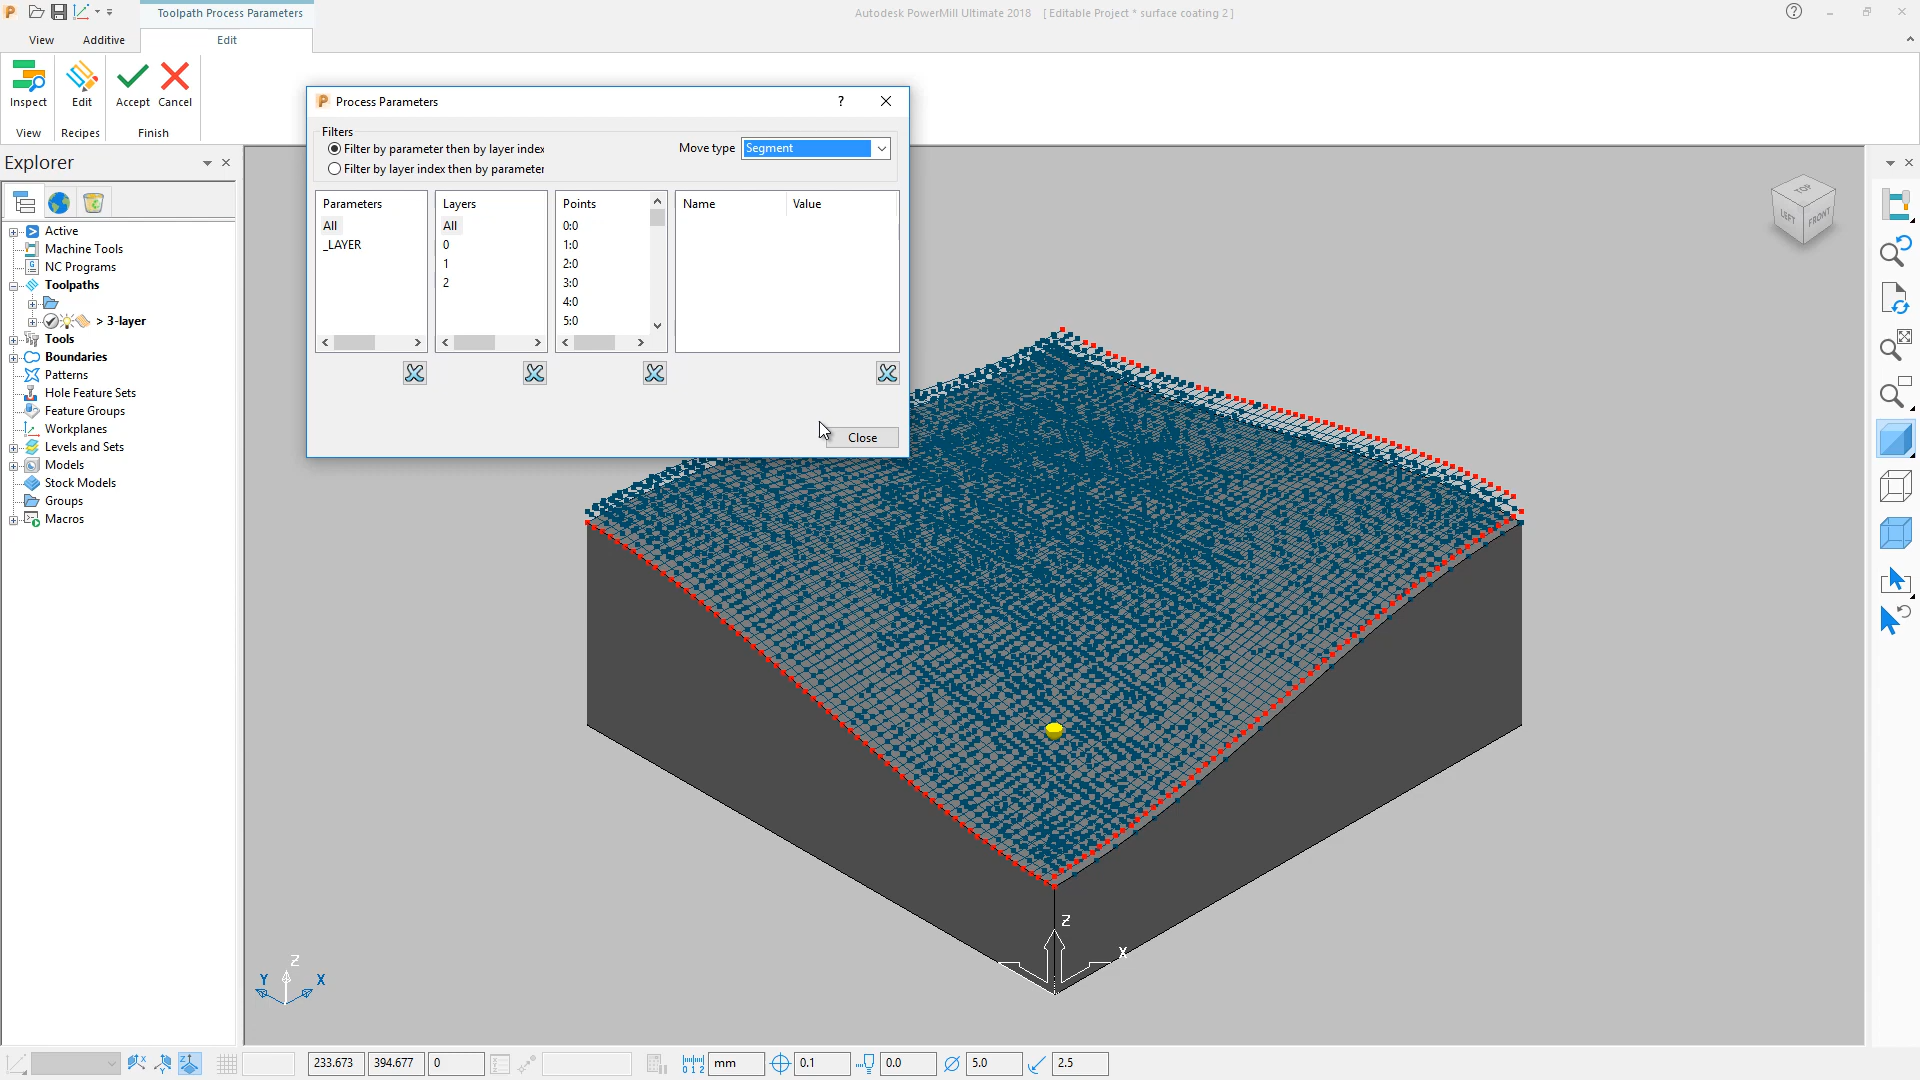 Toolpath Process Parameters
Autodesk PowerMill Ultimate 2018 [ Editable Project * surface coating 2 ]
View
Additive
Edit
Inspect
Edit
Accept
Cancel
View
Recipes
Finish
Process Parameters
Filters
Filter by parameter then by layer index
Move type
Segment
Filter by layer index then by parameter
Explorer
Parameters
Layers
Points
Name
Value
All
All
0:0
_LAYER
0
1:0
1
2:0
2
3:0
4:0
5:0
Close
Active
Machine Tools
NC Programs
Toolpaths
> 3-layer
Tools
Boundaries
Patterns
Hole Feature Sets
Feature Groups
Workplanes
Levels and Sets
Models
Stock Models
Groups
Macros
TOP
LEFT
FRONT
Z
X
Z
Y
X
233.673
394.677
0
mm
0.1
0.0
5.0
2.5